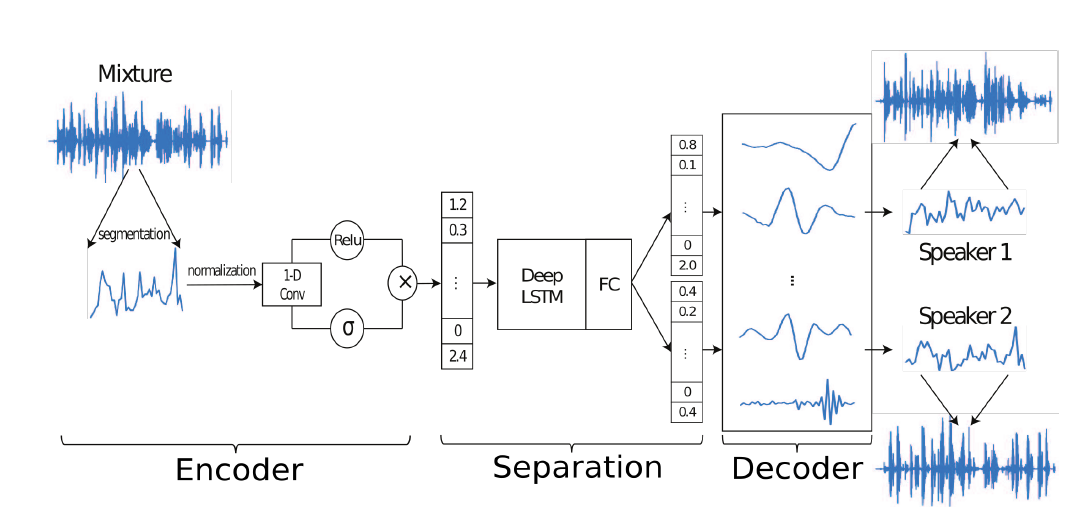 Mixture
segmentation
normalization
1-D
Conv
Relu
σ
×
1.2
0.3
...
0
2.4
Deep
LSTM
FC
0.8
0.1
...
0
2.0
0.4
0.2
...
0
0.4
...
Speaker 1
Speaker 2
Encoder
Separation
Decoder